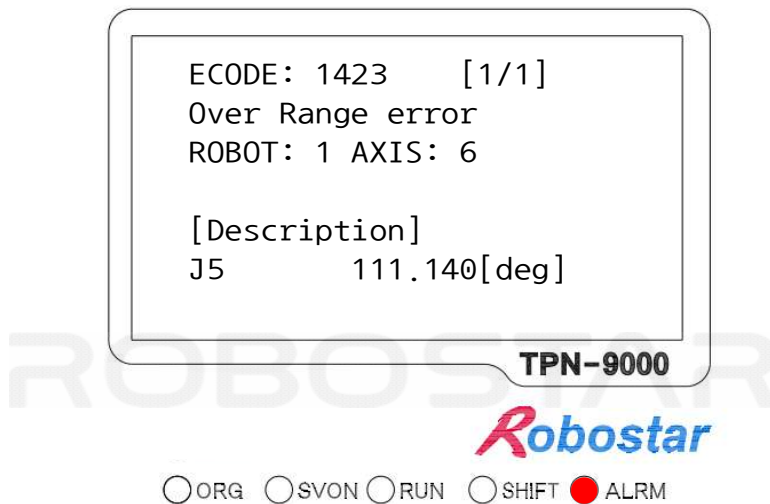 ECODE: 1423 [1/1]
Over Range error
ROBOT: 1 AXIS: 6
[Description]
J5 111.140[deg]
ROBOSTAR
TPN-9000
Robostar
ORG SVON RUN SHIFT ALRM